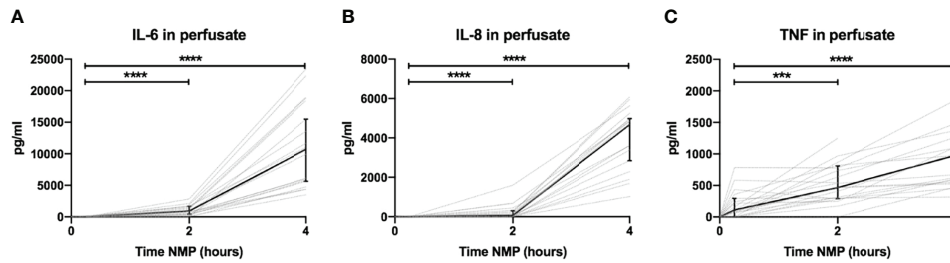 A
IL-6 in perfusate
****
****
25000
20000
15000
10000
5000
0
pg/ml
0
2
4
Time NMP (hours)
B
IL-8 in perfusate
****
****
8000
6000
4000
2000
0
pg/ml
0
2
4
Time NMP (hours)
C
TNF in perfusate
****
***
2500
2000
1500
1000
500
0
pg/ml
0
2
Time NMP (hours)